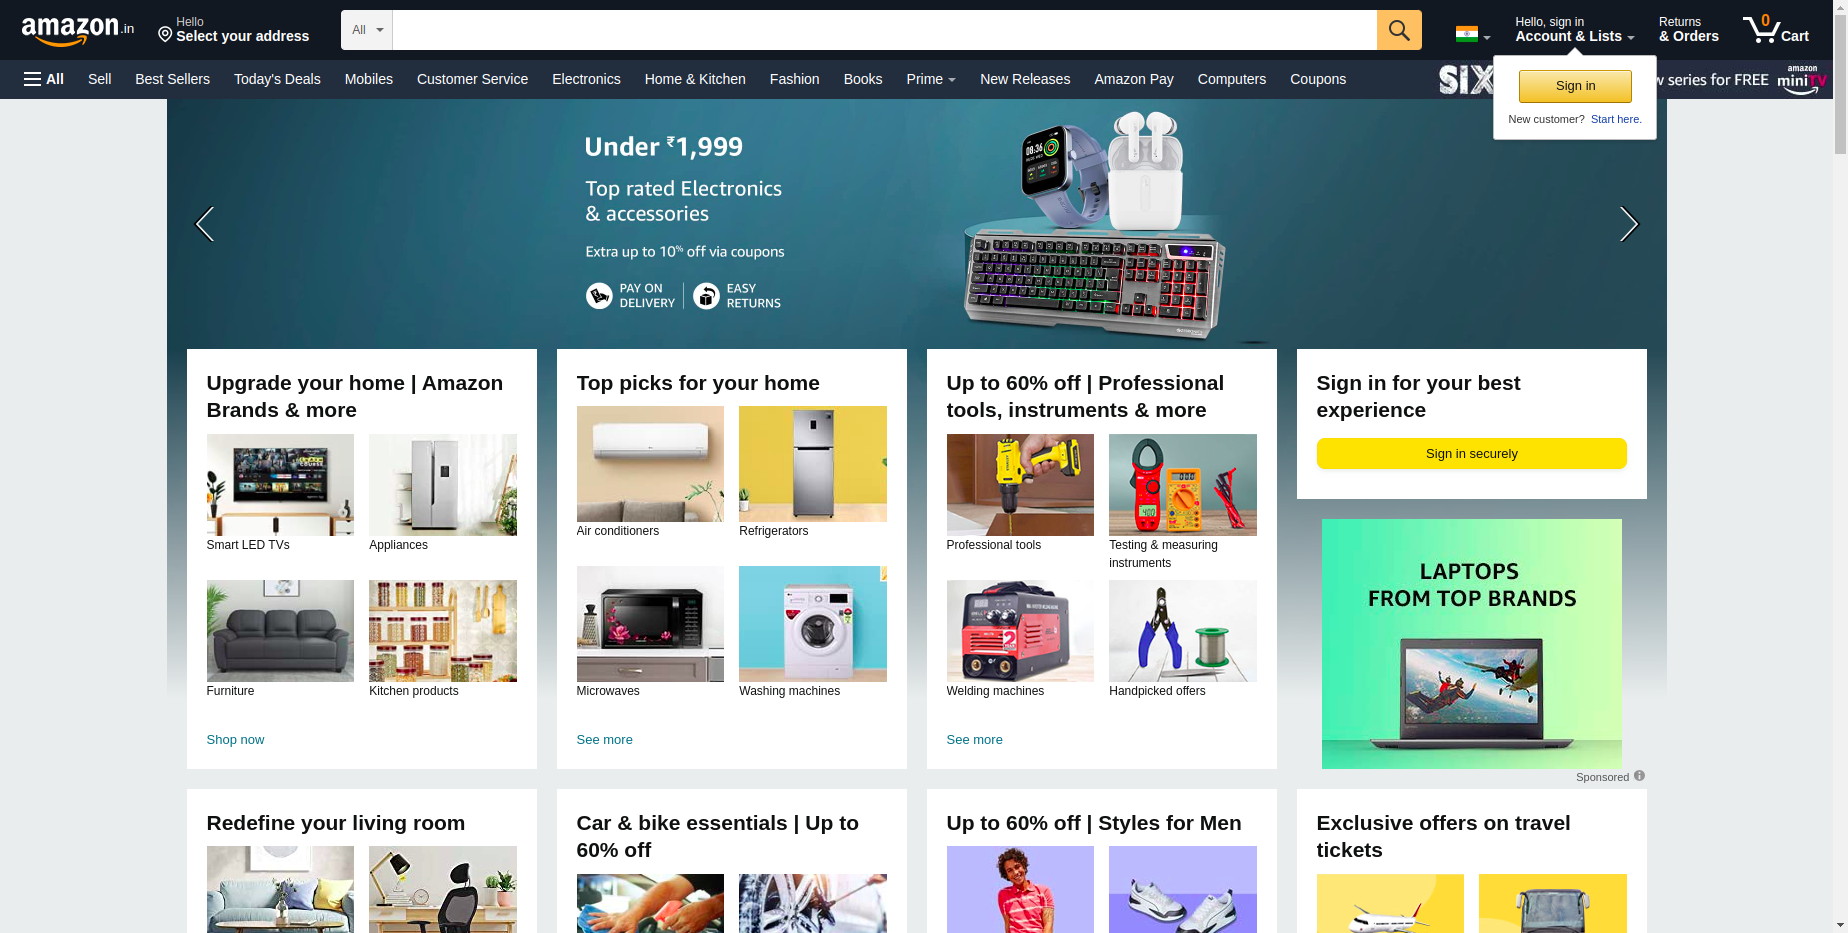 amazon.in
Hello
Select your address
All
Hello, sign in
Account & Lists
Returns
& Orders
0
Cart
All
Sell
Best Sellers
Today's Deals
Mobiles
Customer Service
Electronics
Home & Kitchen
Fashion
Books
Prime
New Releases
Amazon Pay
Computers
Coupons
SIX
w series for FREE
amazon
miniTV
Sign in
New customer? Start here.
Under ₹1,999
Top rated Electronics
& accessories
Extra up to 10% off via coupons
PAY ON
DELIVERY
EASY
RETURNS
08:36
Upgrade your home | Amazon
Brands & more
Smart LED TVs
Appliances
Furniture
Kitchen products
Shop now
Top picks for your home
Air conditioners
Refrigerators
Microwaves
Washing machines
See more
Up to 60% off | Professional
tools, instruments & more
Professional tools
Testing & measuring
instruments
Welding machines
Handpicked offers
See more
Sign in for your best
experience
Sign in securely
LAPTOPS
FROM TOP BRANDS
Sponsored
Redefine your living room
Car & bike essentials | Up to
60% off
Up to 60% off | Styles for Men
Exclusive offers on travel
tickets